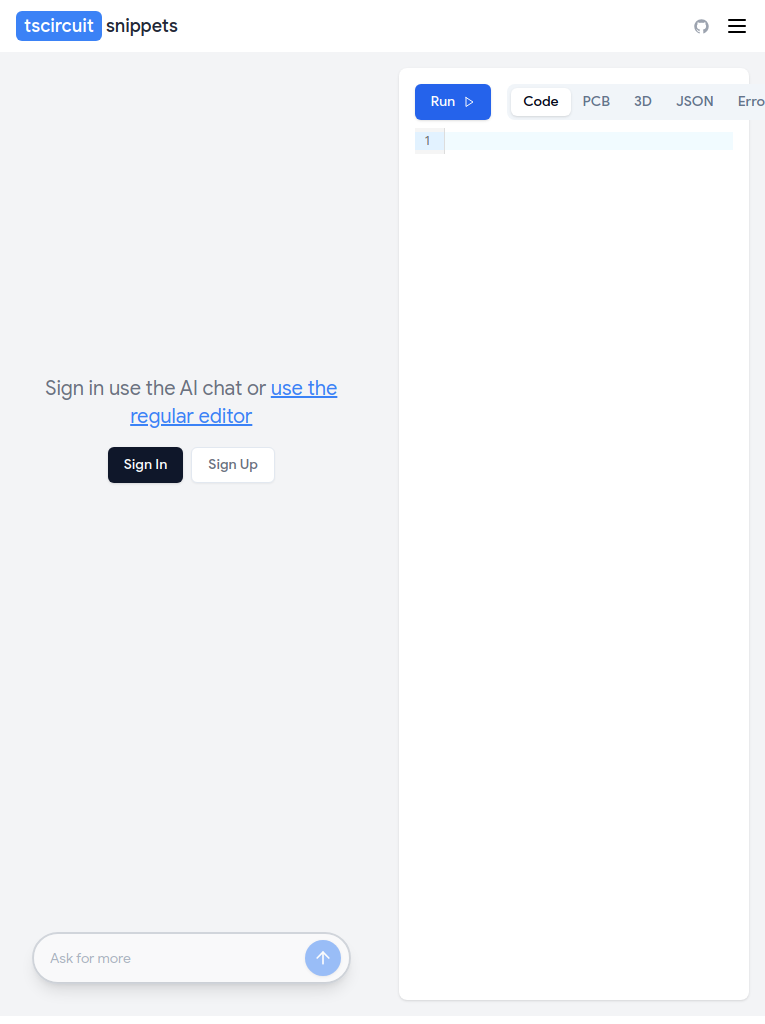 tscircuit snippets
Run Code PCB 3D JSON Erro
1
Sign in use the AI chat or use the
regular editor
Sign In Sign Up
Ask for more